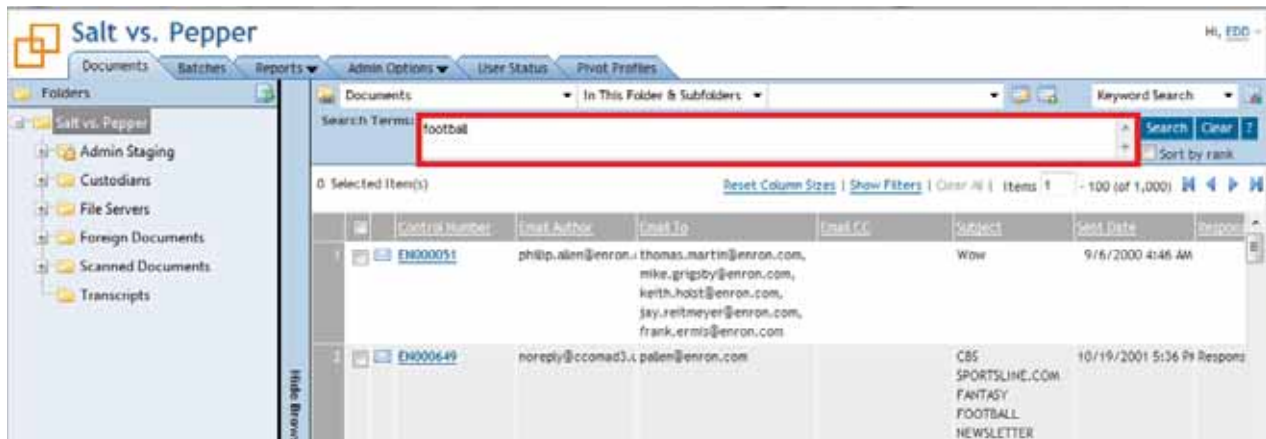 Salt vs. Pepper
Hi, EDD
Documents Batches Reports Admin Options User Status Pivot Profiles
Folders
Salt vs. Pepper
Admin Staging
Custodians
File Servers
Foreign Documents
Scanned Documents
Transcripts
Hide Brow
Documents In This Folder & Subfolders Keyword Search
Search Terms:
football
Search Clear ?
Sort by rank
0 Selected Item(s) Reset Column Sizes | Show Filters | Clear All | Items 1 - 100 (of 1,000)
Control Number Email Author Email To Email CC Subject Sent Date Respon
1 EN000051 phillip.allen@enron.c thomas.martin@enron.com, Wow 9/6/2000 4:46 AM
mike.grigsby@enron.com,
keith.holst@enron.com,
jay.reitmeyer@enron.com,
frank.ermis@enron.com
2 EN000649 noreply@ccomad3.u pallen@enron.com CBS 10/19/2001 5:36 PM Respons
SPORTSLINE.COM
FANTASY
FOOTBALL
NEWSLETTER